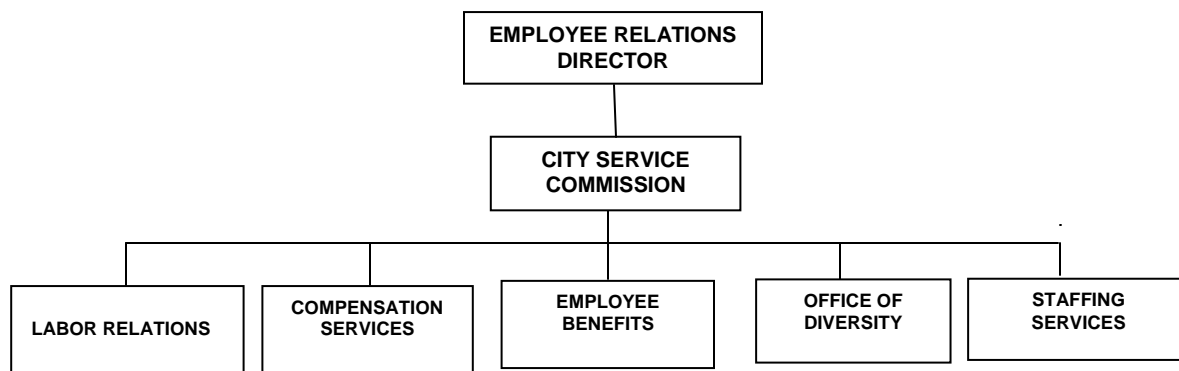 EMPLOYEE RELATIONS
DIRECTOR
CITY SERVICE
COMMISSION
LABOR RELATIONS
COMPENSATION
SERVICES
EMPLOYEE
BENEFITS
OFFICE OF
DIVERSITY
STAFFING
SERVICES